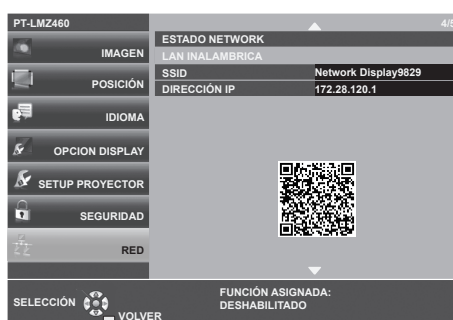 PT-LMZ460
4/5
IMAGEN
POSICIÓN
IDIOMA
OPCION DISPLAY
SETUP PROYECTOR
SEGURIDAD
RED
ESTADO NETWORK
LAN INALAMBRICA
SSID Network Display9829
DIRECCIÓN IP 172.28.120.1
SELECCIÓN
VOLVER
FUNCIÓN ASIGNADA:
DESHABILITADO